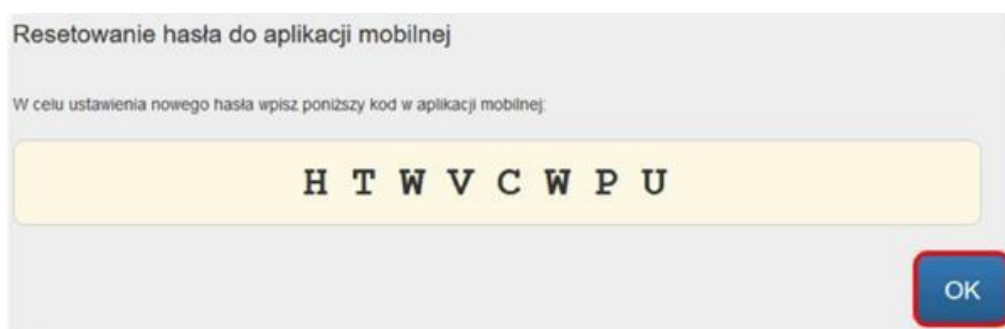 Resetowanie hasła do aplikacji mobilnej
W celu ustawienia nowego hasła wpisz poniższy kod w aplikacji mobilnej:
H T W V C W P U
OK